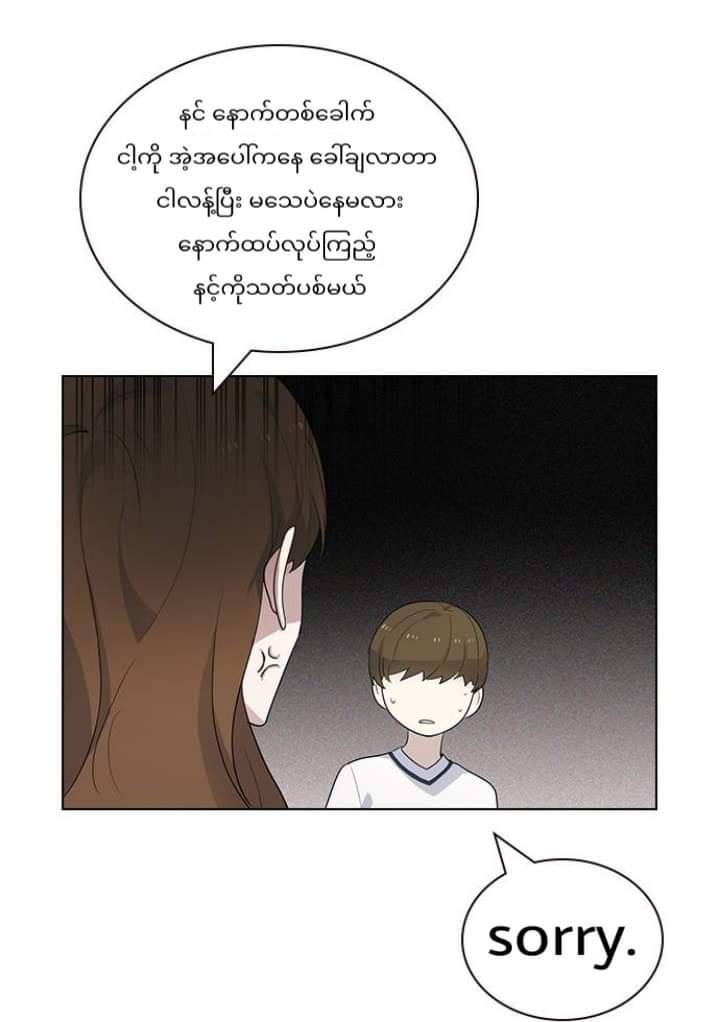 နင် နောက်တစ်ခေါက်
ငါ့ကို အဲ့အပေါ်ကနေ ခေါ်ချလာတာ
ငါလန့်ပြီး မသေပဲနေမလား
နောက်ထပ်လုပ်ကြည့်
နင့်ကိုသတ်ပစ်မယ်
sorry.